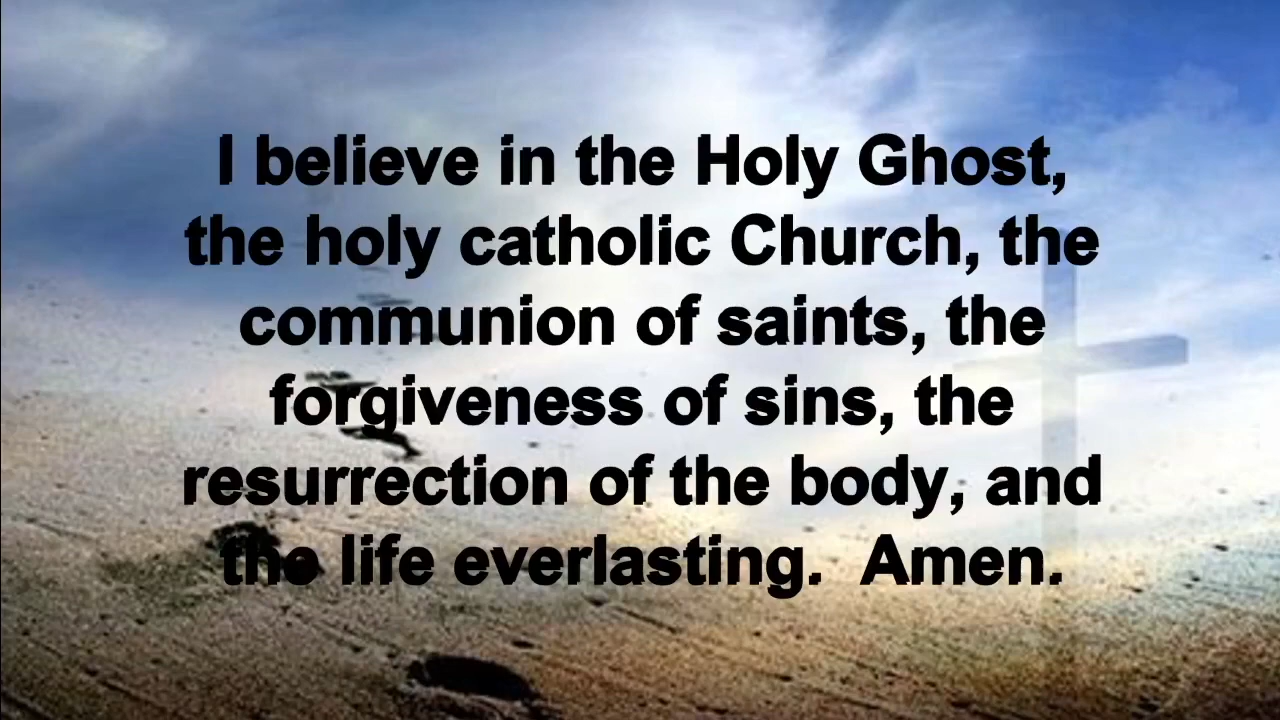 I believe in the Holy Ghost,
the holy catholic Church, the
communion of saints, the
forgiveness of sins, the
resurrection of the body, and
the life everlasting.  Amen.